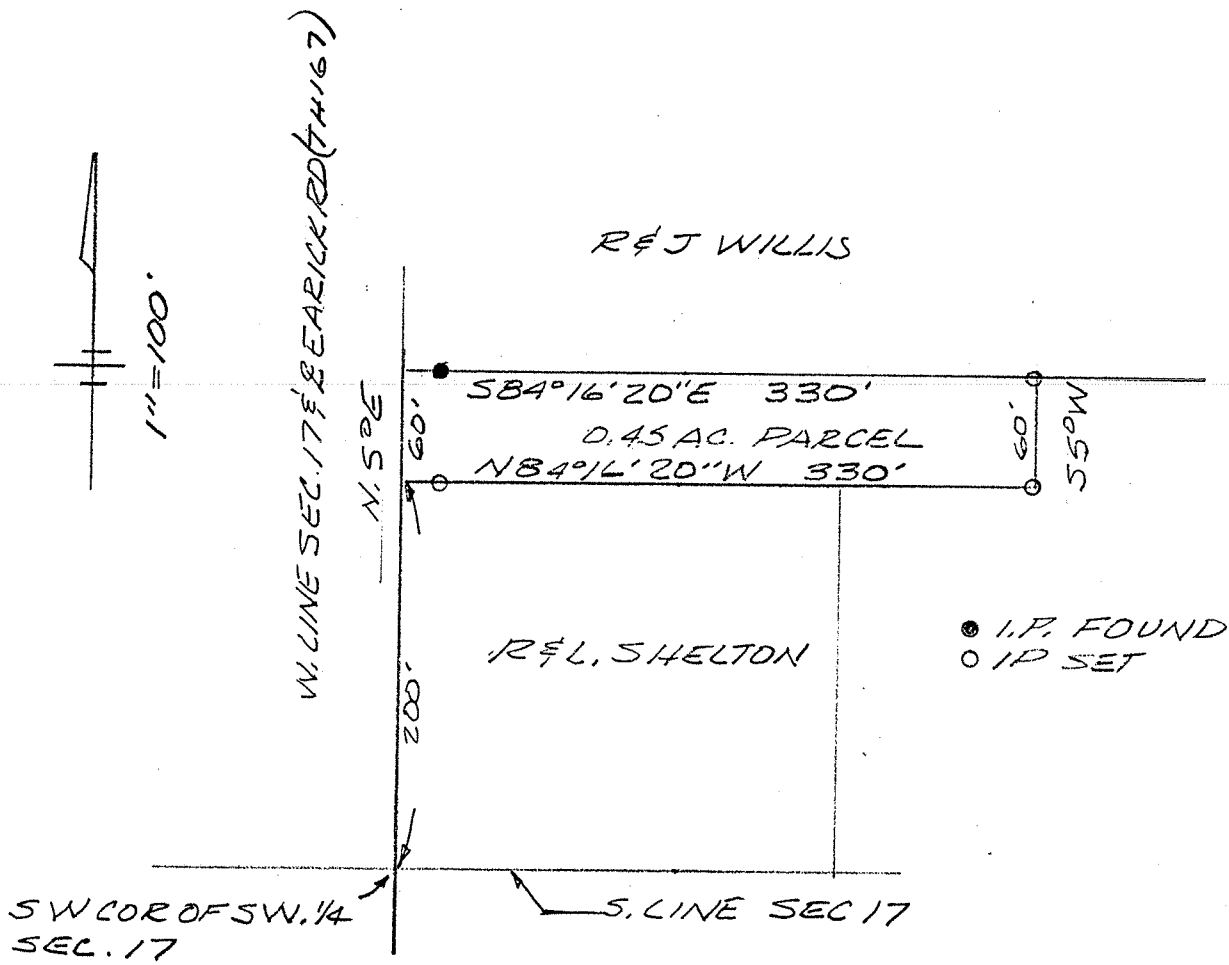 W. LINE SEC. 17 & ℄ EARICK RD (TH167)
1"=100'
R & J WILLIS
N. 5°E
60'
S84°16'20"E 330'
0.45 AC. PARCEL
N84°16'20"W 330'
60'
S5°W
R & L. SHELTON
200'
I.P. FOUND
IP SET
SW COR OF SW. 1/4
SEC. 17
S. LINE SEC 17